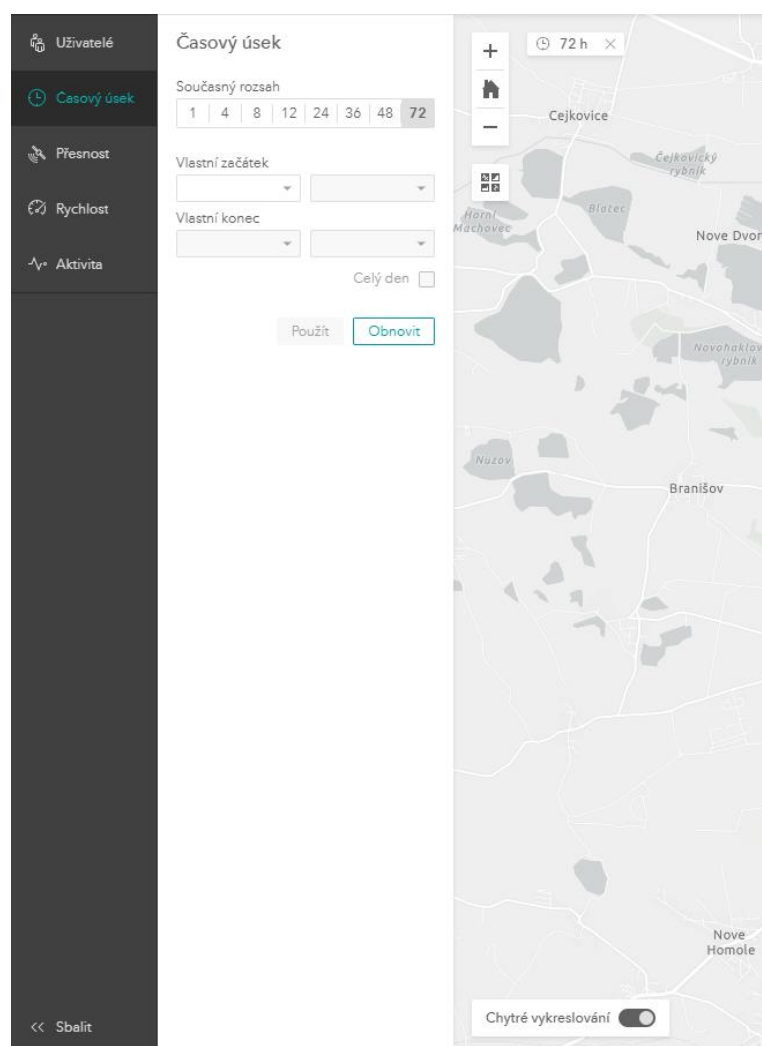 Uživatelé
Časový úsek
Přesnost
Rychlost
Aktivita
<< Sbalit
Časový úsek
Současný rozsah
1 4 8 12 24 36 48 72
Vlastní začátek
Vlastní konec
Celý den
Použít Obnovit
72 h ×
+
−
Cejkovice
Čejkovický
rybník
Horní
Machovec
Blatec
Nove Dvor
Novohaklov
rybník
Nuzov
Branišov
Nove
Homole
Chytré vykreslování